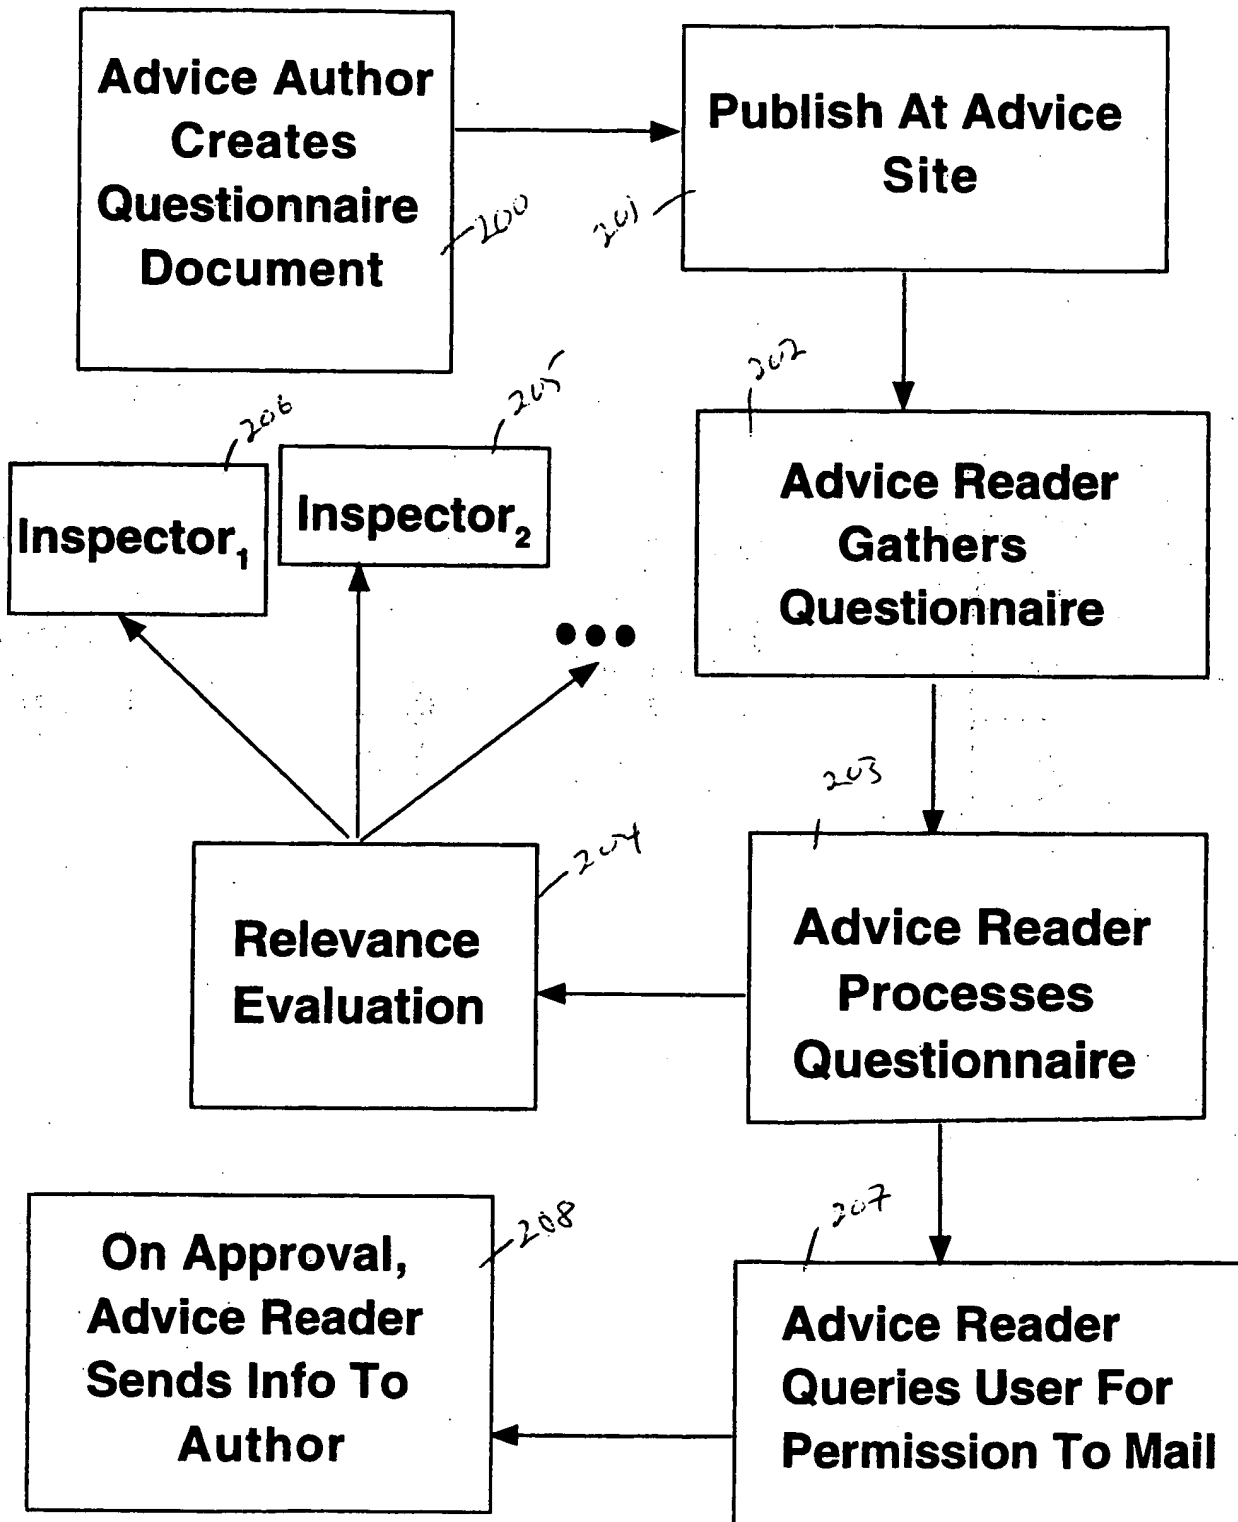 Advice Author
Creates
Questionnaire
Document
200
Publish At Advice
Site
201
202
Advice Reader
Gathers
Questionnaire
206
Inspector₁
205
Inspector₂
•••
203
Advice Reader
Processes
Questionnaire
204
Relevance
Evaluation
207
Advice Reader
Queries User For
Permission To Mail
208
On Approval,
Advice Reader
Sends Info To
Author